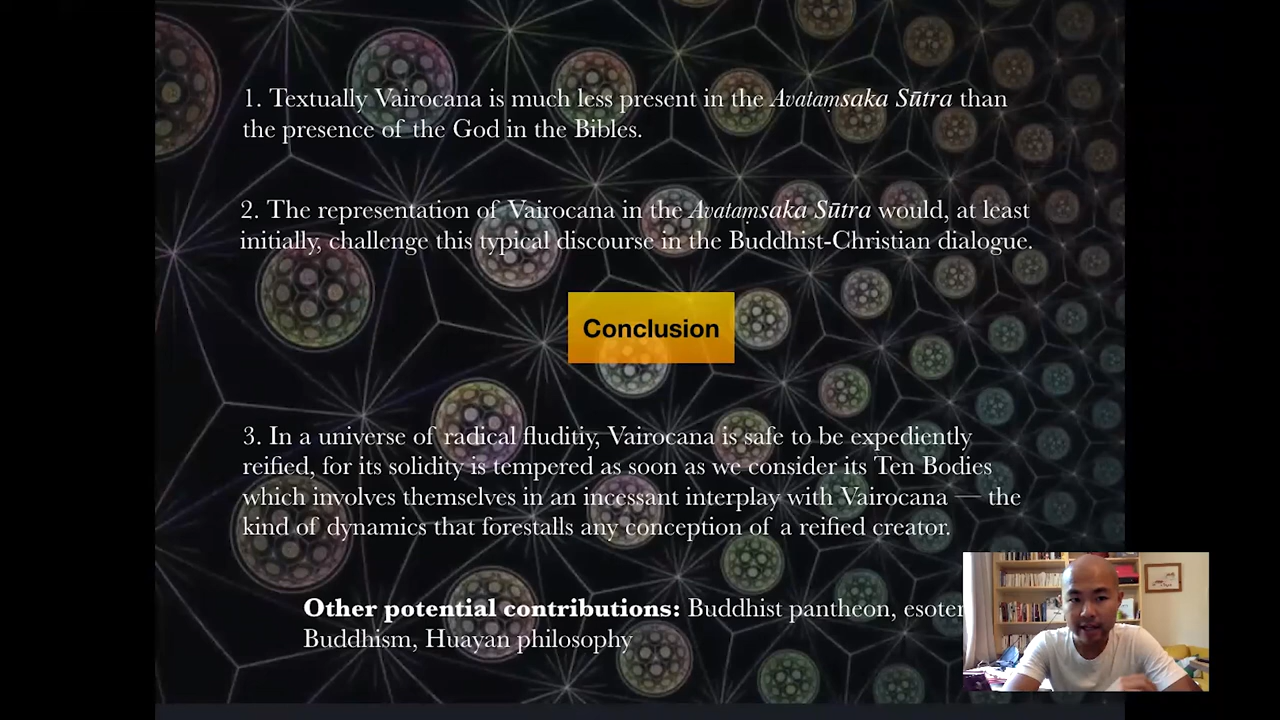 1. Textually Vairocana is much less present in the Avataṃsaka Sūtra than
the presence of the God in the Bibles.
2. The representation of Vairocana in the Avataṃsaka Sūtra would, at least
initially, challenge this typical discourse in the Buddhist-Christian dialogue.
Conclusion
3. In a universe of radical fluditiy, Vairocana is safe to be expediently
reified, for its solidity is tempered as soon as we consider its Ten Bodies
which involves themselves in an incessant interplay with Vairocana — the
kind of dynamics that forestalls any conception of a reified creator.
Other potential contributions: Buddhist pantheon, esoter
Buddhism, Huayan philosophy